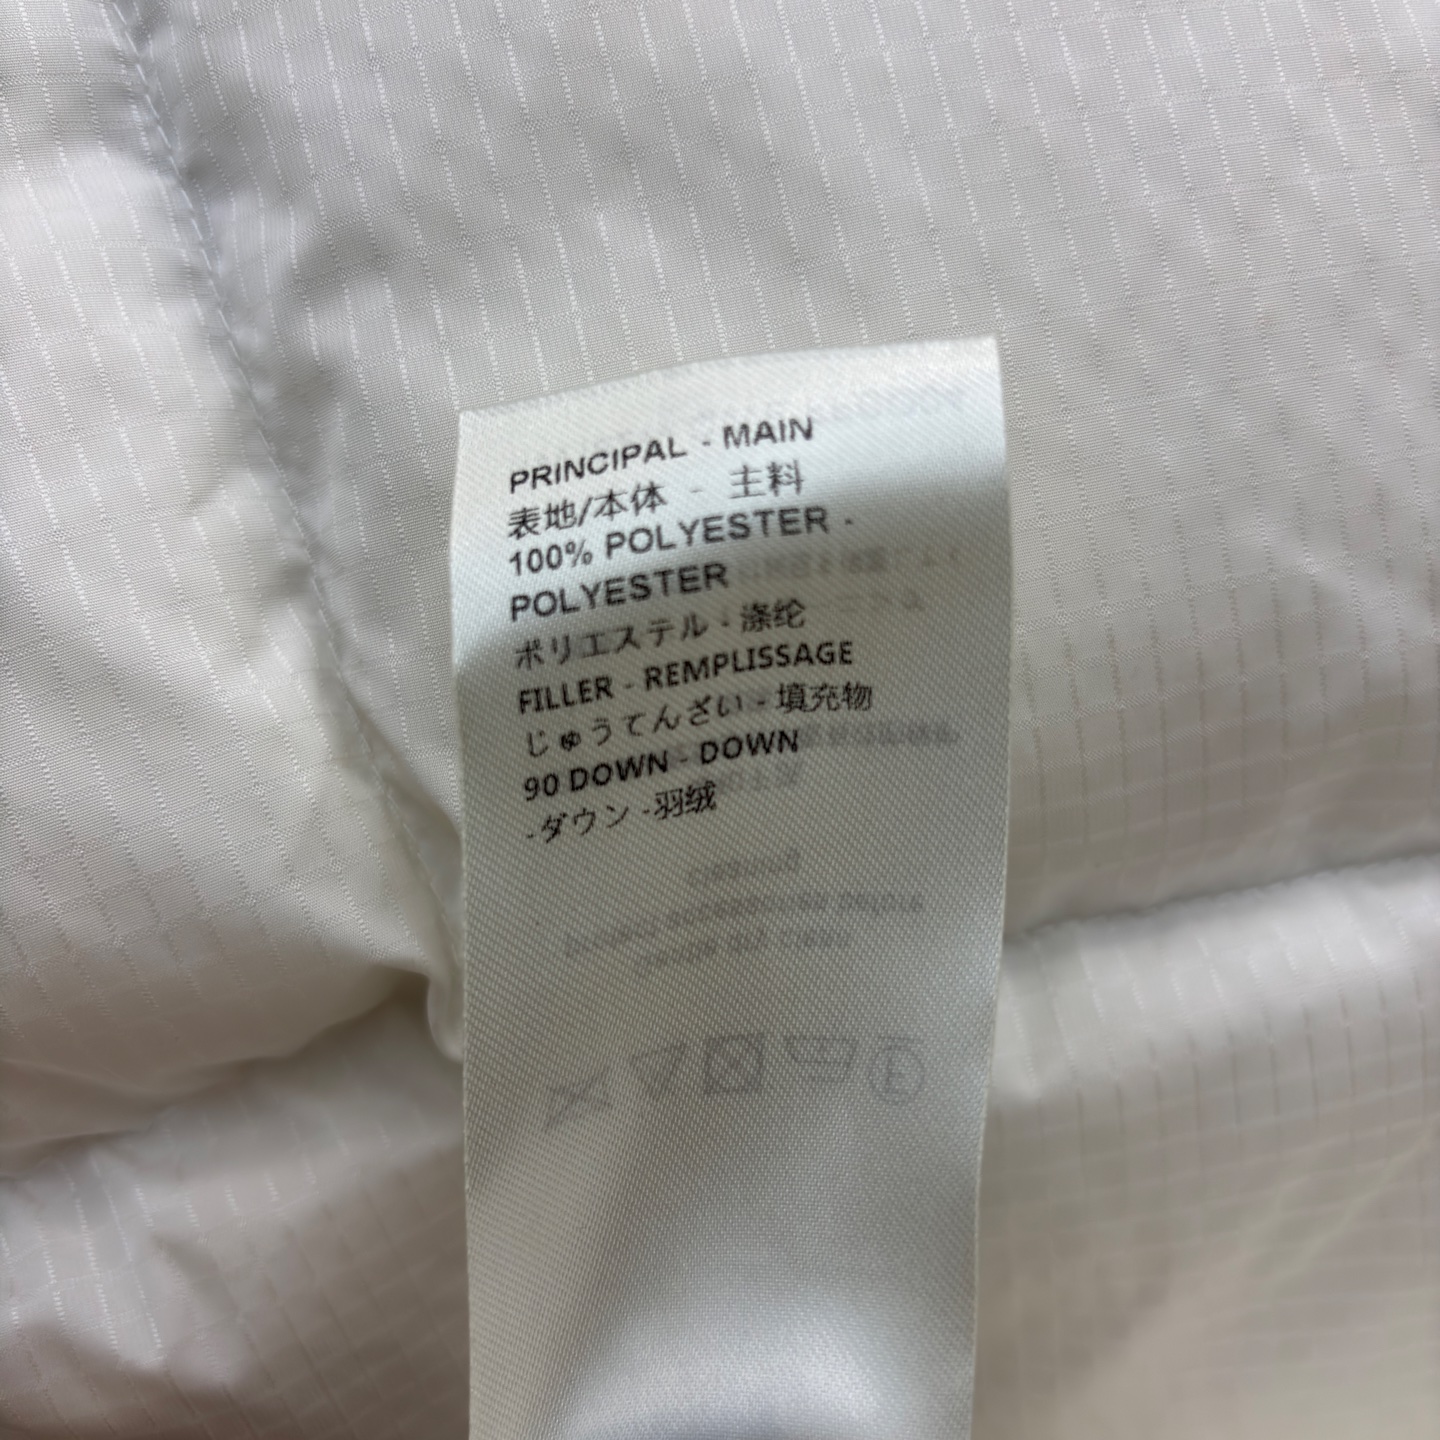 PRINCIPAL - MAIN
表地/本体 - 主料
100% POLYESTER -
POLYESTER
ポリエステル - 涤纶
FILLER - REMPLISSAGE
じゅうてんざい - 填充物
90 DOWN - DOWN
-ダウン -羽绒